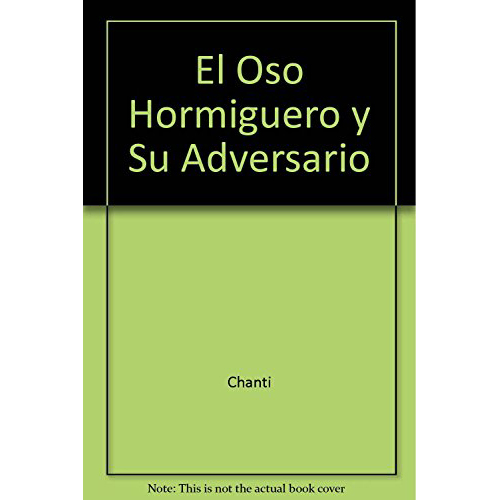 El Oso
Hormiguero y
Su Adversario
Chanti
Note: This is not the actual book cover